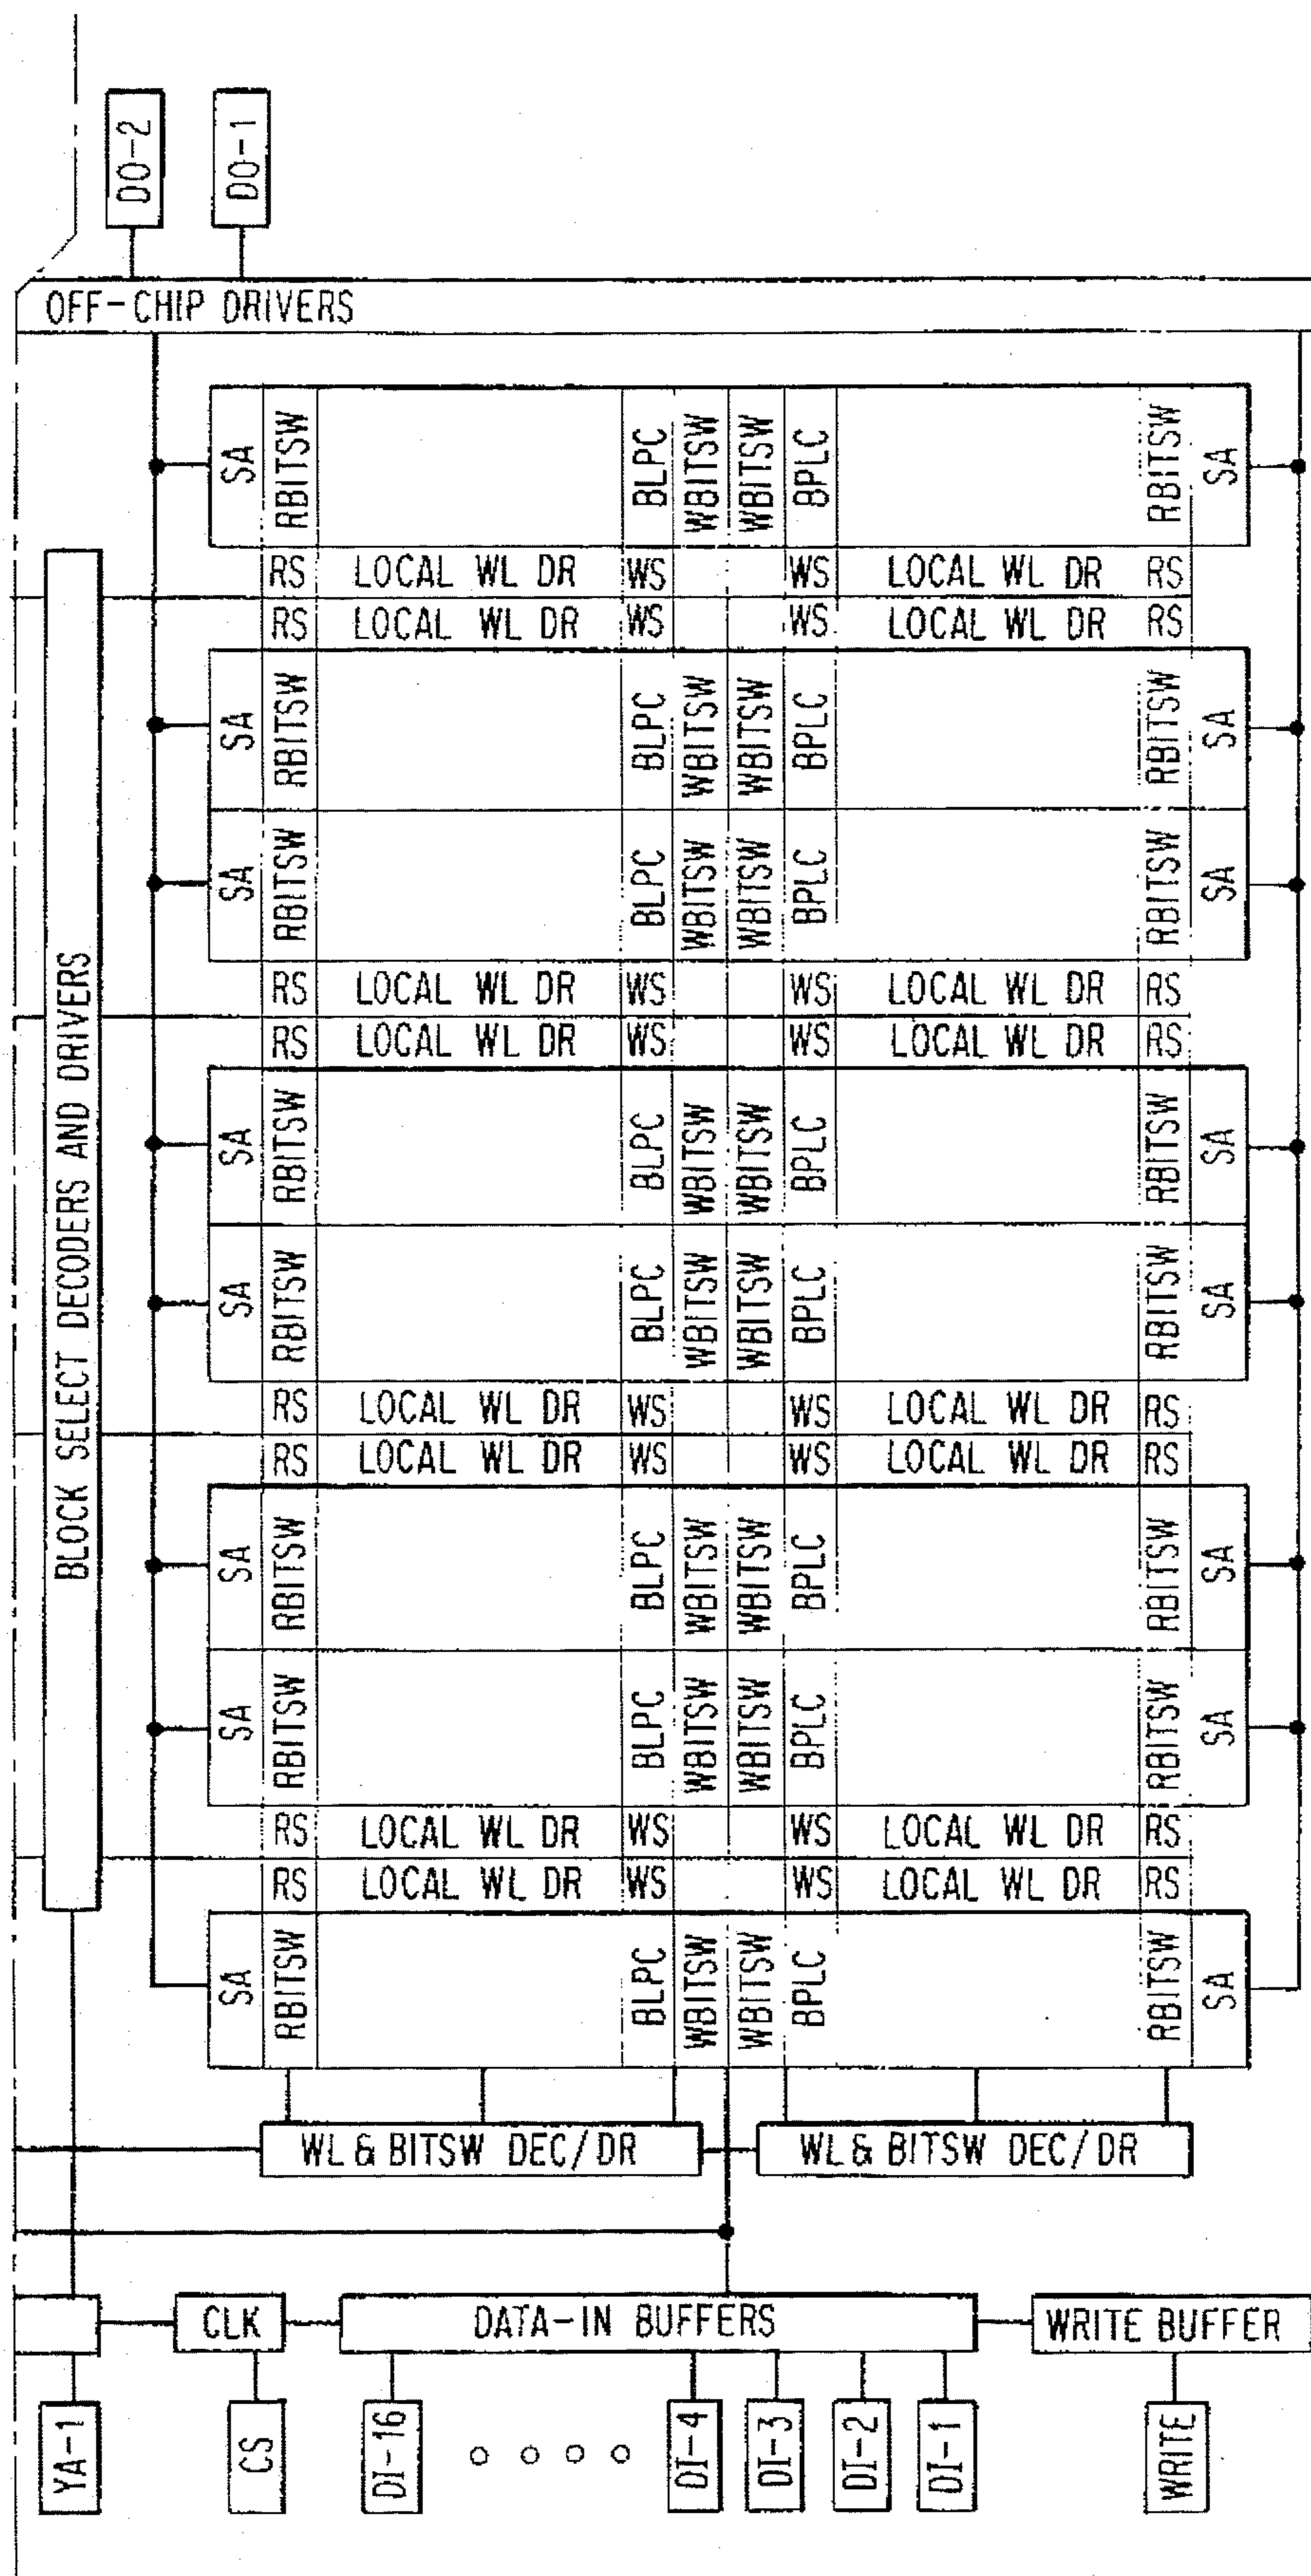 DO-2
DO-1
OFF-CHIP DRIVERS
BLOCK SELECT DECODERS AND DRIVERS
SA RBITSW BLPC WBITSW WBITSW BPLC RBITSW SA
RS LOCAL WL DR WS WS LOCAL WL DR RS
RS LOCAL WL DR WS WS LOCAL WL DR RS
SA RBITSW BLPC WBITSW WBITSW BPLC RBITSW SA
SA RBITSW BLPC WBITSW WBITSW BPLC RBITSW SA
RS LOCAL WL DR WS WS LOCAL WL DR RS
RS LOCAL WL DR WS WS LOCAL WL DR RS
SA RBITSW BLPC WBITSW WBITSW BPLC RBITSW SA
SA RBITSW BLPC WBITSW WBITSW BPLC RBITSW SA
RS LOCAL WL DR WS WS LOCAL WL DR RS
RS LOCAL WL DR WS WS LOCAL WL DR RS
SA RBITSW BLPC WBITSW WBITSW BPLC RBITSW SA
SA RBITSW BLPC WBITSW WBITSW BPLC RBITSW SA
RS LOCAL WL DR WS WS LOCAL WL DR RS
RS LOCAL WL DR WS WS LOCAL WL DR RS
SA RBITSW BLPC WBITSW WBITSW BPLC RBITSW SA
WL & BITSW DEC/DR WL & BITSW DEC/DR
CLK DATA-IN BUFFERS WRITE BUFFER
YA-1
CS
DI-16
DI-4
DI-3
DI-2
DI-1
WRITE